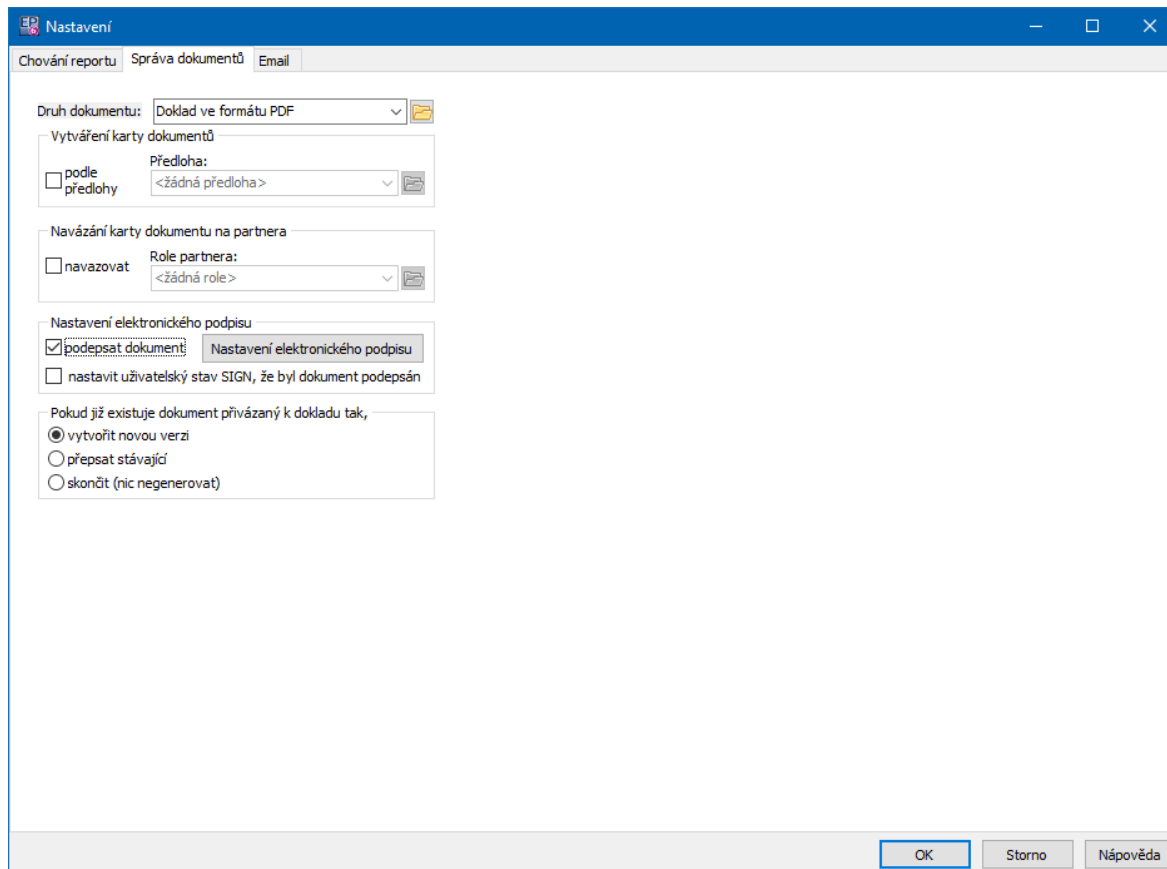 Nastavení
Chování reportu Správa dokumentů Email
Druh dokumentu: Doklad ve formátu PDF
Vytváření karty dokumentů
podle předlohy
Předloha:
<žádná předloha>
Navázání karty dokumentu na partnera
navazovat
Role partnera:
<žádná role>
Nastavení elektronického podpisu
podepsat dokument Nastavení elektronického podpisu
nastavit uživatelský stav SIGN, že byl dokument podepsán
Pokud již existuje dokument přivázaný k dokladu tak,
vytvořit novou verzi
přepsat stávající
skončit (nic negenerovat)
OK Storno Nápověda